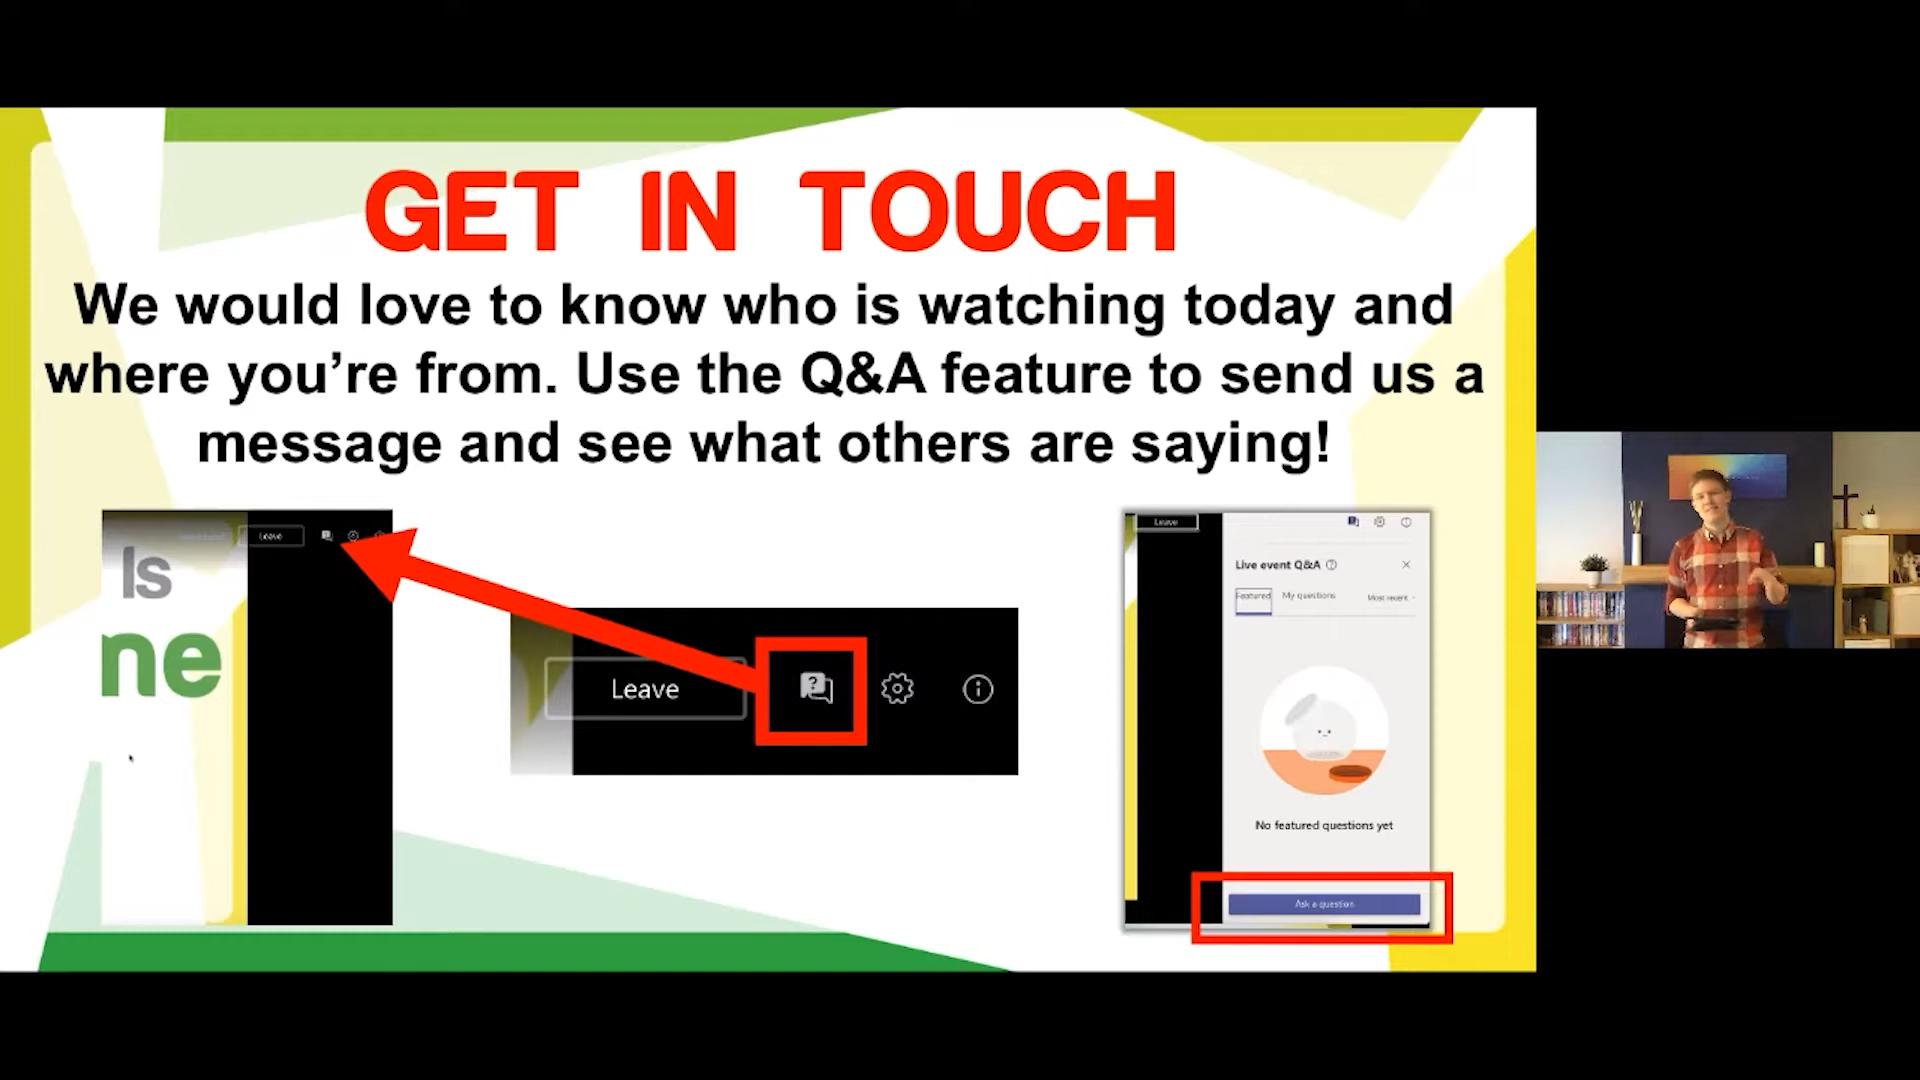 GET IN TOUCH
We would love to know who is watching today and
where you’re from. Use the Q&A feature to send us a
message and see what others are saying!
Leave
Is
ne
Leave
Leave
Live event Q&A
Featured My questions Most recent
No featured questions yet
Ask a question